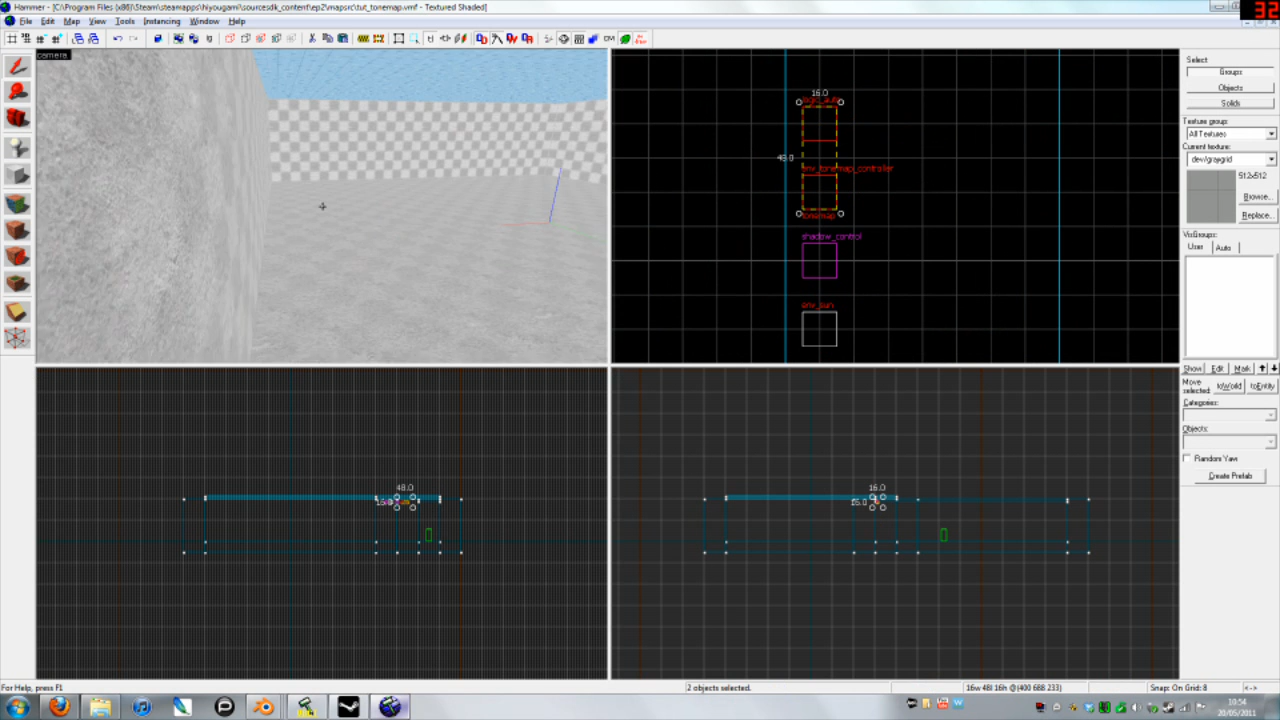 Hammer - [C:\Program Files (x86)\Steam\steamapps\hiyougami\sourcesdk_content\ep2\mapsrc\tut_tonemap.vmf - Textured Shaded]
32
File Edit Map View Tools Instancing Window Help
camera
16.0
logic_auto
48.0
env_tonemap_controller
tonemap
shadow_control
env_sun
Select
Groups
Objects
Solids
Texture group:
All Textures
Current texture:
dev/graygrid
512x512
Browse...
Replace...
VisGroups:
User Auto
Show Edit Mark
Move selected: toWorld toEntity
Categories:
Objects:
Random Yaw
Create Prefab
48.0
16.0
16.0
For Help, press F1
2 objects selected.
16w 48l 16h @(400 688 233)
Snap: On Grid: 8
<->
10:54
20/05/2011